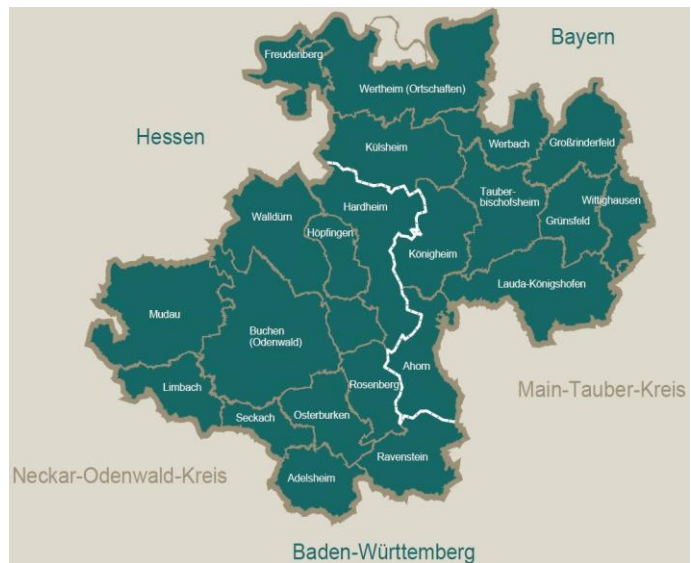 Bayern
Freudenberg
Wertheim (Ortschaften)
Hessen
Külsheim
Werbach
Großrinderfeld
Tauber-
bischofsheim
Wittighausen
Hardheim
Walldürn
Grünsfeld
Höpfingen
Königheim
Lauda-Königshofen
Mudau
Buchen
(Odenwald)
Ahorn
Limbach
Rosenberg
Main-Tauber-Kreis
Seckach
Osterburken
Ravenstein
Neckar-Odenwald-Kreis
Adelsheim
Baden-Württemberg